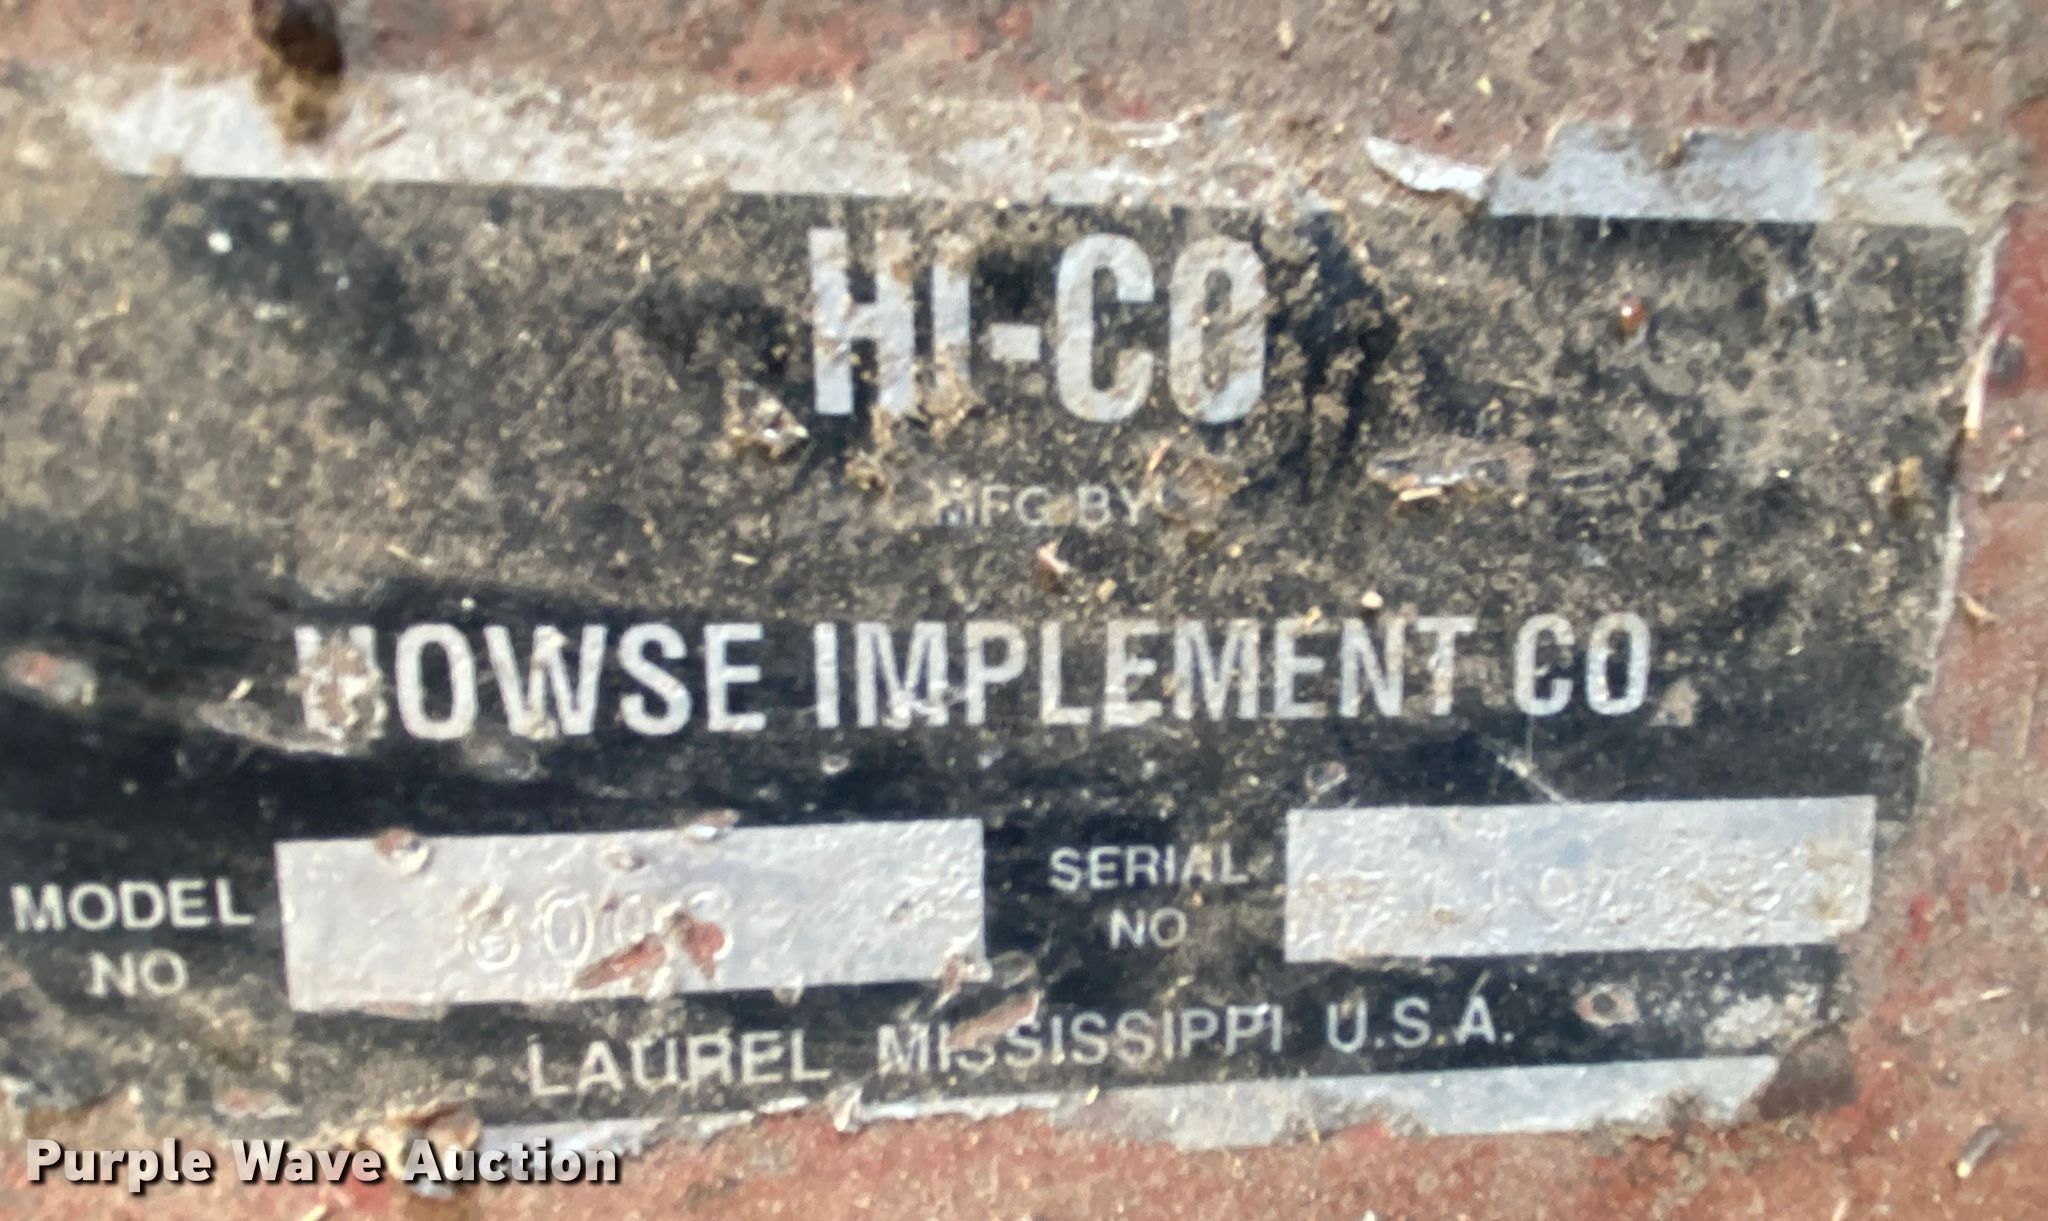 HI-CO
MFG BY
HOWSE IMPLEMENT CO
MODEL NO
SERIAL NO
LAUREL MISSISSIPPI U.S.A.
Purple Wave Auction